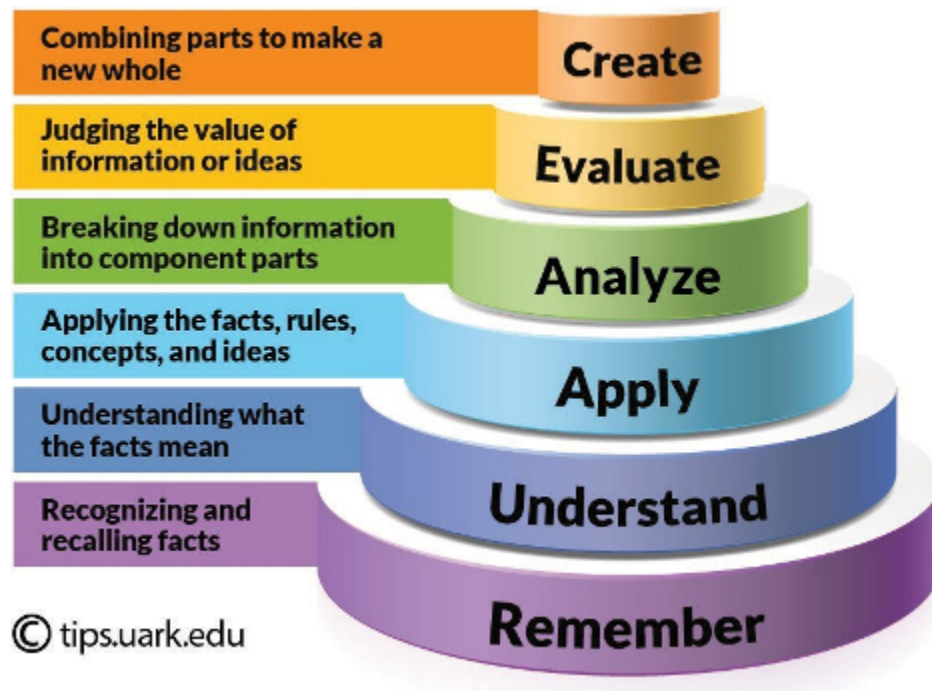 Combining parts to make a
new whole
Create
Judging the value of
information or ideas
Evaluate
Breaking down information
into component parts
Analyze
Applying the facts, rules,
concepts, and ideas
Apply
Understanding what
the facts mean
Understand
Recognizing and
recalling facts
Remember
© tips.uark.edu